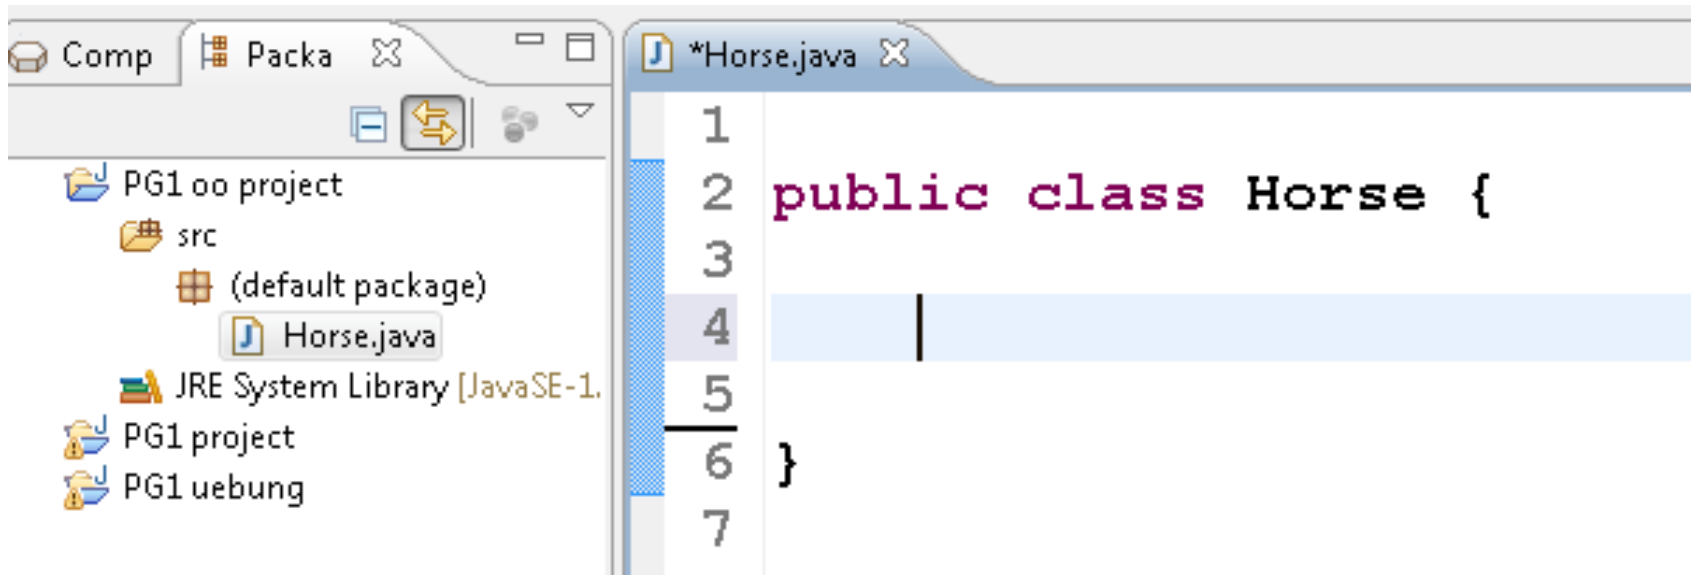 Comp
Packa
PG1 oo project
src
(default package)
Horse.java
JRE System Library [JavaSE-1.
PG1 project
PG1 uebung
*Horse.java
1
2 public class Horse {
3
4
5
6 }
7